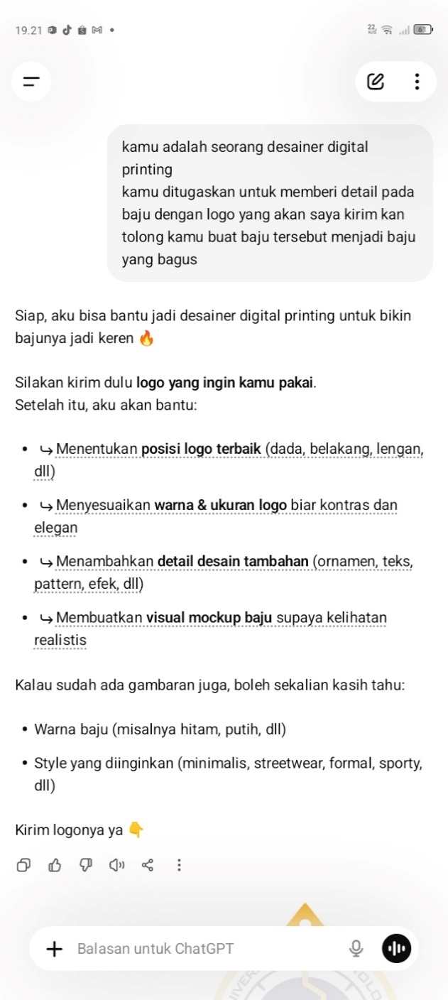 19.21
22,
K/S
61
kamu adalah seorang desainer digital
printing
kamu ditugaskan untuk memberi detail pada
baju dengan logo yang akan saya kirim kan
tolong kamu buat baju tersebut menjadi baju
yang bagus
Siap, aku bisa bantu jadi desainer digital printing untuk bikin
bajunya jadi keren 🔥
Silakan kirim dulu logo yang ingin kamu pakai.
Setelah itu, aku akan bantu:
• ↪Menentukan posisi logo terbaik (dada, belakang, lengan,
dll)
• ↪Menyesuaikan warna & ukuran logo biar kontras dan
elegan
• ↪Menambahkan detail desain tambahan (ornamen, teks,
pattern, efek, dll)
• ↪Membuatkan visual mockup baju supaya kelihatan
realistis
Kalau sudah ada gambaran juga, boleh sekalian kasih tahu:
• Warna baju (misalnya hitam, putih, dll)
• Style yang diinginkan (minimalis, streetwear, formal, sporty,
dll)
Kirim logonya ya 👇
Balasan untuk ChatGPT